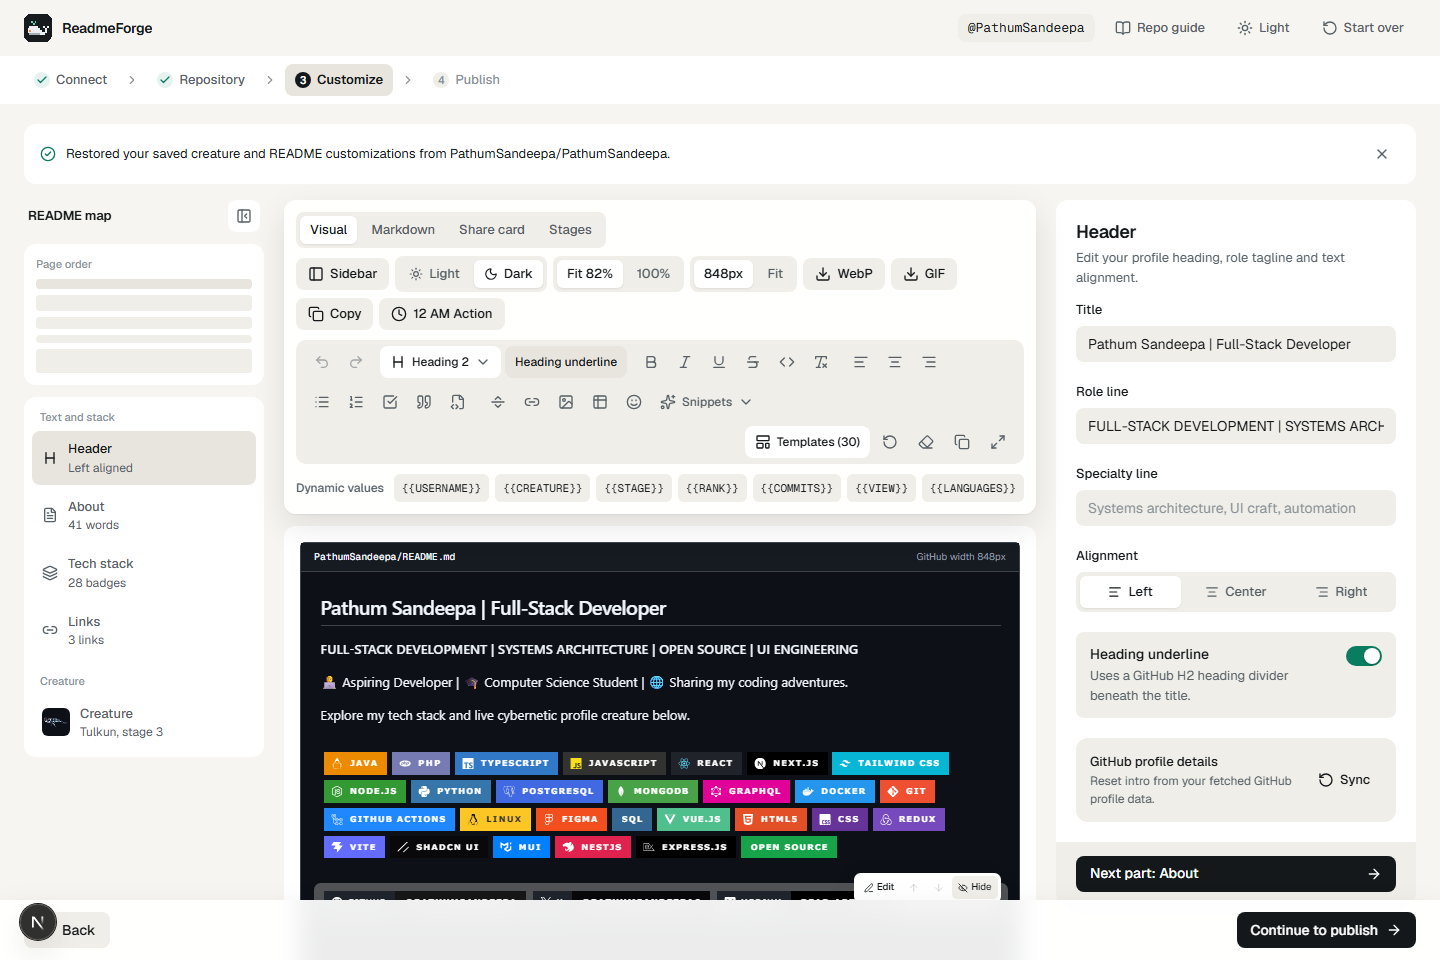 ReadmeForge
@PathumSandeepa
Repo guide
Light
Start over
Connect
Repository
3 Customize
4 Publish
Restored your saved creature and README customizations from PathumSandeepa/PathumSandeepa.
README map
Page order
Text and stack
Header
Left aligned
About
41 words
Tech stack
28 badges
Links
3 links
Creature
Creature
Tulkun, stage 3
Visual
Markdown
Share card
Stages
Sidebar
Light
Dark
Fit 82%
100%
848px
Fit
WebP
GIF
Copy
12 AM Action
H Heading 2
Heading underline
Snippets
Templates (30)
Dynamic values
{{USERNAME}}
{{CREATURE}}
{{STAGE}}
{{RANK}}
{{COMMITS}}
{{VIEW}}
{{LANGUAGES}}
PathumSandeepa/README.md
GitHub width 848px
Pathum Sandeepa | Full-Stack Developer
FULL-STACK DEVELOPMENT | SYSTEMS ARCHITECTURE | OPEN SOURCE | UI ENGINEERING
Aspiring Developer | Computer Science Student | Sharing my coding adventures.
Explore my tech stack and live cybernetic profile creature below.
JAVA PHP TYPESCRIPT JAVASCRIPT REACT NEXT.JS TAILWIND CSS
NODE.JS PYTHON POSTGRESQL MONGODB GRAPHQL DOCKER GIT
GITHUB ACTIONS LINUX FIGMA SQL VUE.JS HTML5 CSS REDUX
VITE SHADCN UI MUI NESTJS EXPRESS.JS OPEN SOURCE
Edit
Hide
Header
Edit your profile heading, role tagline and text
alignment.
Title
Pathum Sandeepa | Full-Stack Developer
Role line
FULL-STACK DEVELOPMENT | SYSTEMS ARCH
Specialty line
Systems architecture, UI craft, automation
Alignment
Left
Center
Right
Heading underline
Uses a GitHub H2 heading divider
beneath the title.
GitHub profile details
Reset intro from your fetched GitHub
profile data.
Sync
Next part: About
N
Back
Continue to publish